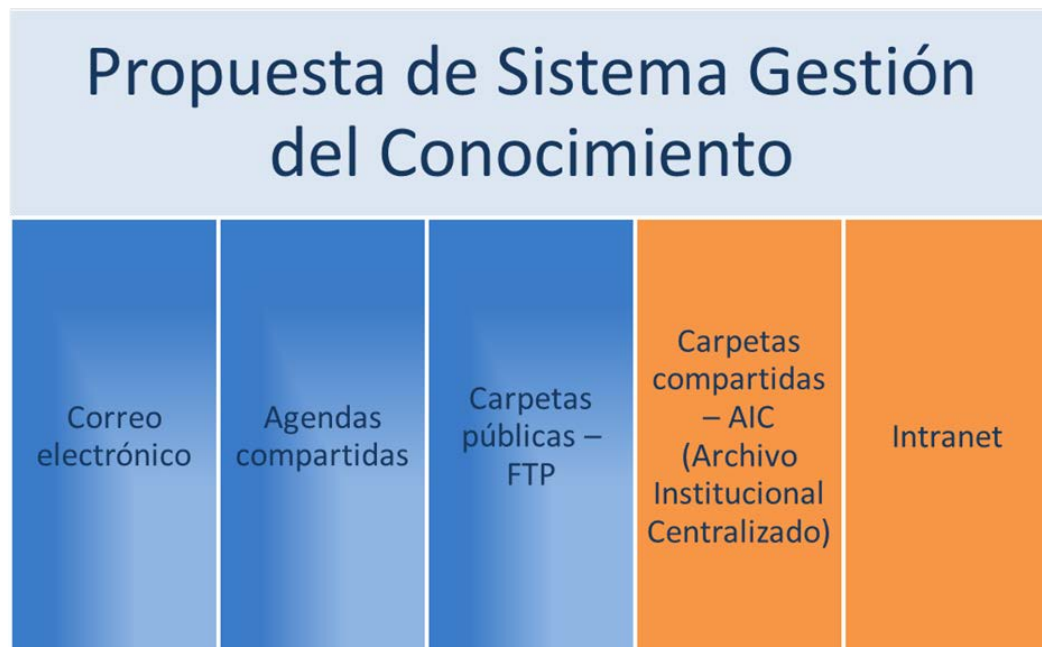 Propuesta de Sistema Gestión
del Conocimiento
Correo
electrónico
Agendas
compartidas
Carpetas
públicas –
FTP
Carpetas
compartidas
– AIC
(Archivo
Institucional
Centralizado)
Intranet